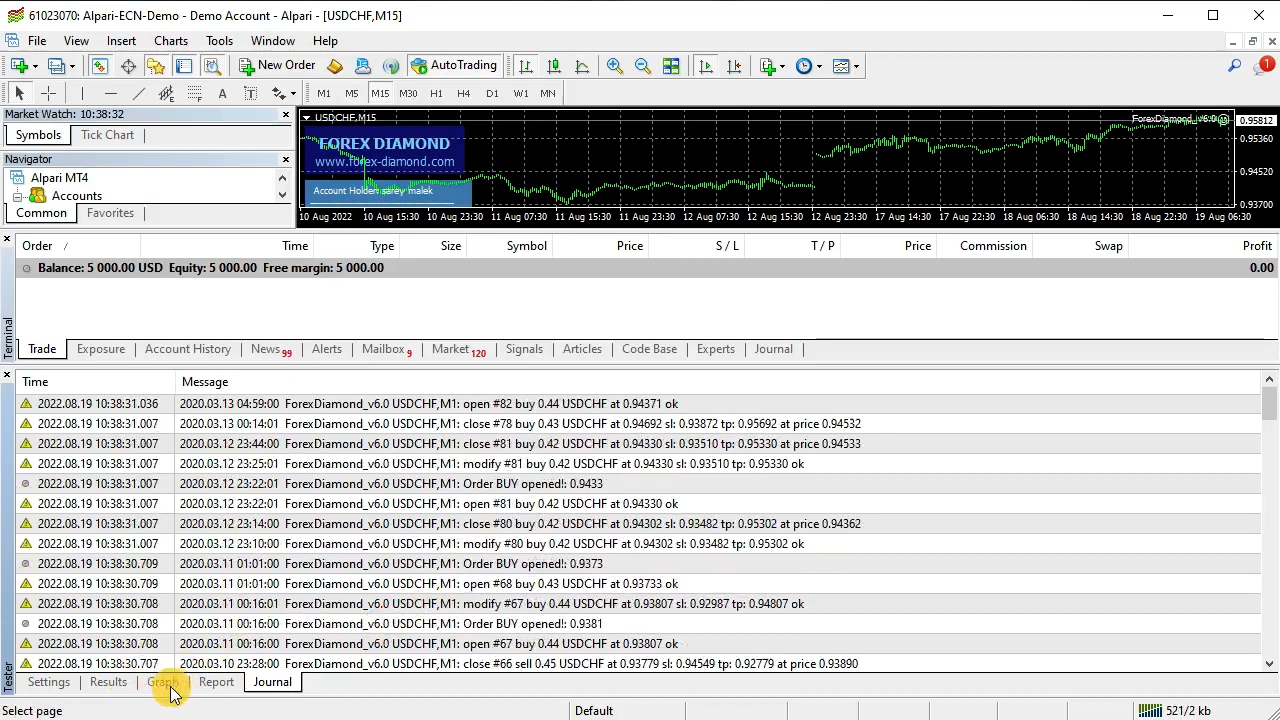 61023070: Alpari-ECN-Demo - Demo Account - Alpari - [USDCHF,M15]
File View Insert Charts Tools Window Help
New Order AutoTrading 1
A T M1 M5 M15 M30 H1 H4 D1 W1 MN
Market Watch: 10:38:32
Symbols Tick Chart
Navigator
Alpari MT4
Accounts
Common Favorites
USDCHF,M15
FOREX DIAMOND
www.forex-diamond.com
Account Holder: sarey malek
ForexDiamond_v6.0
0.95812
0.95360
0.94520
0.93700
10 Aug 2022 10 Aug 15:30 10 Aug 23:30 11 Aug 07:30 11 Aug 15:30 11 Aug 23:30 12 Aug 07:30 12 Aug 15:30 12 Aug 23:30 17 Aug 14:30 17 Aug 22:30 18 Aug 06:30 18 Aug 14:30 18 Aug 22:30 19 Aug 06:30
Order / Time Type Size Symbol Price S / L T / P Price Commission Swap Profit
Balance: 5 000.00 USD Equity: 5 000.00 Free margin: 5 000.00 0.00
Terminal
Trade Exposure Account History News 99 Alerts Mailbox 9 Market 120 Signals Articles Code Base Experts Journal
Time Message
2022.08.19 10:38:31.036 2020.03.13 04:59:00 ForexDiamond_v6.0 USDCHF,M1: open #82 buy 0.44 USDCHF at 0.94371 ok
2022.08.19 10:38:31.007 2020.03.13 00:14:01 ForexDiamond_v6.0 USDCHF,M1: close #78 buy 0.43 USDCHF at 0.94692 sl: 0.93872 tp: 0.95692 at price 0.94532
2022.08.19 10:38:31.007 2020.03.12 23:44:00 ForexDiamond_v6.0 USDCHF,M1: close #81 buy 0.42 USDCHF at 0.94330 sl: 0.93510 tp: 0.95330 at price 0.94533
2022.08.19 10:38:31.007 2020.03.12 23:25:01 ForexDiamond_v6.0 USDCHF,M1: modify #81 buy 0.42 USDCHF at 0.94330 sl: 0.93510 tp: 0.95330 ok
2022.08.19 10:38:31.007 2020.03.12 23:22:01 ForexDiamond_v6.0 USDCHF,M1: Order BUY opened!: 0.9433
2022.08.19 10:38:31.007 2020.03.12 23:22:01 ForexDiamond_v6.0 USDCHF,M1: open #81 buy 0.42 USDCHF at 0.94330 ok
2022.08.19 10:38:31.007 2020.03.12 23:14:00 ForexDiamond_v6.0 USDCHF,M1: close #80 buy 0.42 USDCHF at 0.94302 sl: 0.93482 tp: 0.95302 at price 0.94362
2022.08.19 10:38:31.007 2020.03.12 23:10:00 ForexDiamond_v6.0 USDCHF,M1: modify #80 buy 0.42 USDCHF at 0.94302 sl: 0.93482 tp: 0.95302 ok
2022.08.19 10:38:30.709 2020.03.11 01:01:00 ForexDiamond_v6.0 USDCHF,M1: Order BUY opened!: 0.9373
2022.08.19 10:38:30.709 2020.03.11 01:01:00 ForexDiamond_v6.0 USDCHF,M1: open #68 buy 0.43 USDCHF at 0.93733 ok
2022.08.19 10:38:30.708 2020.03.11 00:16:01 ForexDiamond_v6.0 USDCHF,M1: modify #67 buy 0.44 USDCHF at 0.93807 sl: 0.92987 tp: 0.94807 ok
2022.08.19 10:38:30.708 2020.03.11 00:16:00 ForexDiamond_v6.0 USDCHF,M1: Order BUY opened!: 0.9381
2022.08.19 10:38:30.708 2020.03.11 00:16:00 ForexDiamond_v6.0 USDCHF,M1: open #67 buy 0.44 USDCHF at 0.93807 ok
2022.08.19 10:38:30.707 2020.03.10 23:28:00 ForexDiamond_v6.0 USDCHF,M1: close #66 sell 0.45 USDCHF at 0.93779 sl: 0.94549 tp: 0.92779 at price 0.93890
Tester
Settings Results Graph Report Journal
Select page Default 521/2 kb